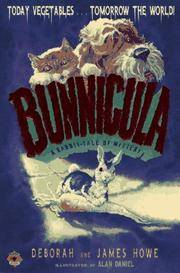 TODAY VEGETABLES... TOMORROW THE WORLD!
BUNNICULA
A RABBIT-TALE OF MYSTERY
DEBORAH AND JAMES HOWE
ILLUSTRATED BY ALAN DANIEL